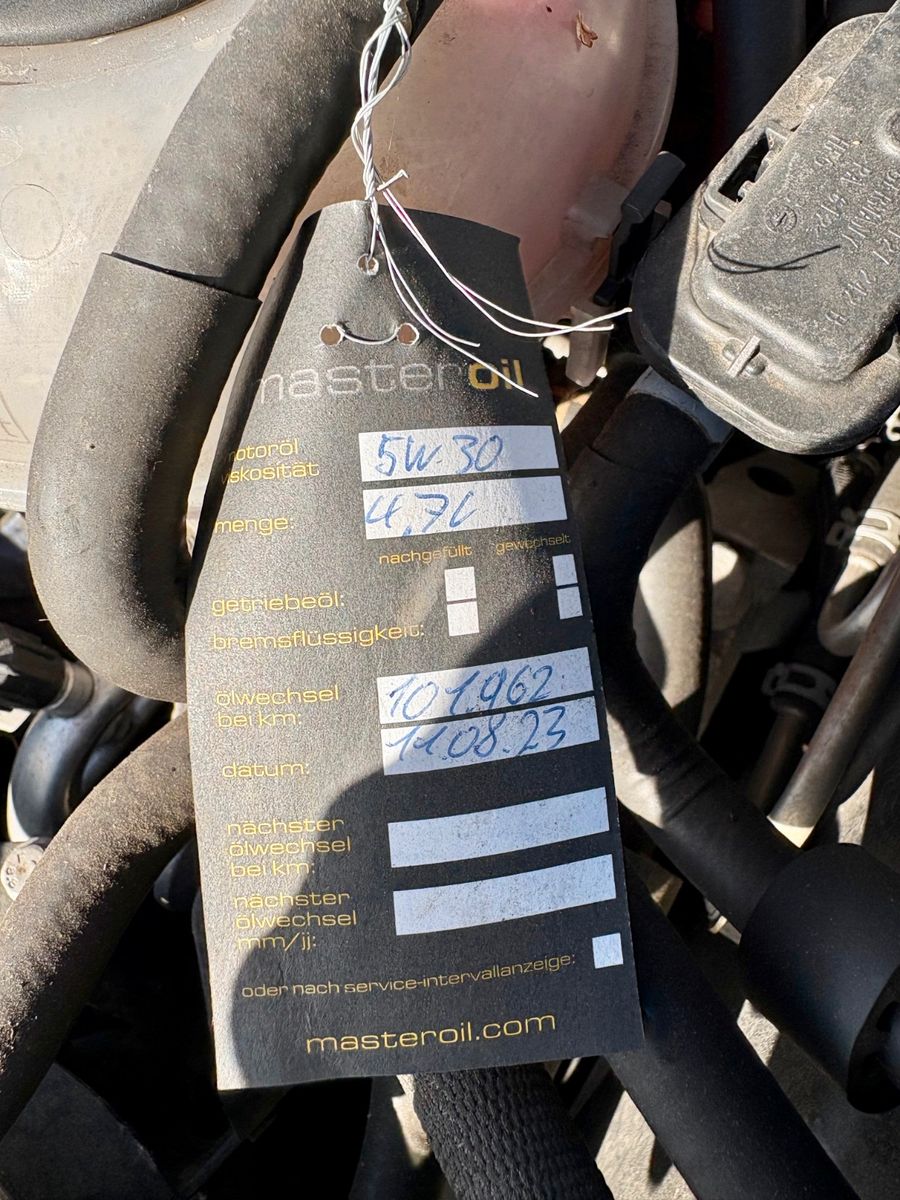 masteroil
motoröl
viskosität
5W-30
menge:
4,7L
nachgefüllt gewechselt
getriebeöl:
bremsflüssigkeit:
ölwechsel
bei km:
101.962
datum:
11.08.23
nächster
ölwechsel
bei km:
nächster
ölwechsel
mm/jj:
oder nach service-intervallanzeige:
masteroil.com